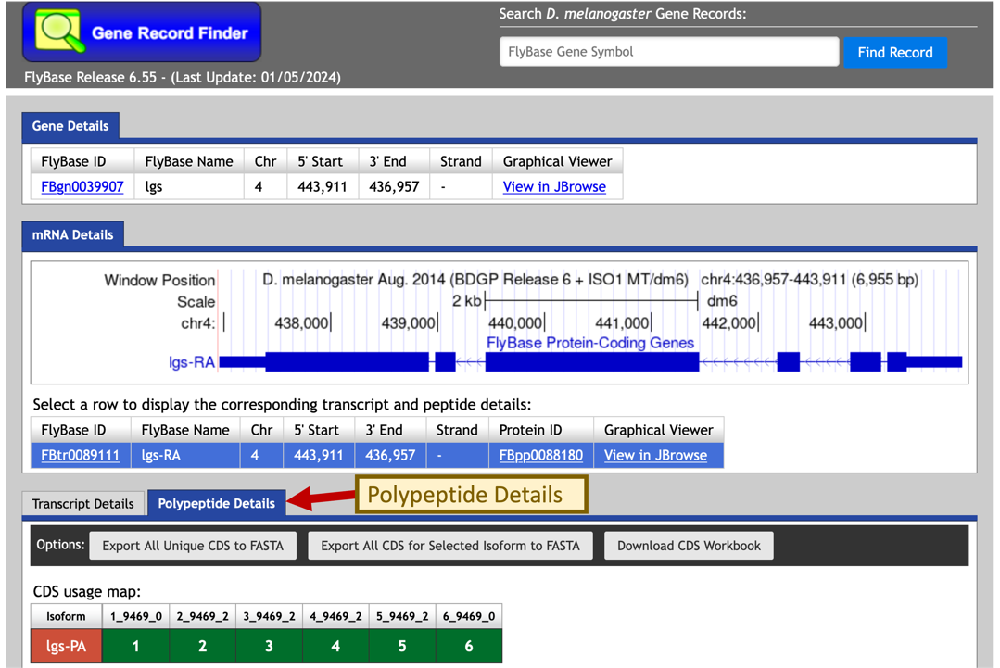 Gene Record Finder
FlyBase Release 6.55 - (Last Update: 01/05/2024)
Search D. melanogaster Gene Records:
FlyBase Gene Symbol
Find Record
Gene Details
FlyBase ID FlyBase Name Chr 5' Start 3' End Strand Graphical Viewer
FBgn0039907 lgs 4 443,911 436,957 - View in JBrowse
mRNA Details
Window Position D. melanogaster Aug. 2014 (BDGP Release 6 + ISO1 MT/dm6) chr4:436,957-443,911 (6,955 bp)
Scale 2 kb dm6
chr4: 438,000 439,000 440,000 441,000 442,000 443,000
FlyBase Protein-Coding Genes
lgs-RA
Select a row to display the corresponding transcript and peptide details:
FlyBase ID FlyBase Name Chr 5' Start 3' End Strand Protein ID Graphical Viewer
FBtr0089111 lgs-RA 4 443,911 436,957 - FBpp0088180 View in JBrowse
Transcript Details Polypeptide Details Polypeptide Details
Options: Export All Unique CDS to FASTA Export All CDS for Selected Isoform to FASTA Download CDS Workbook
CDS usage map:
Isoform 1_9469_0 2_9469_2 3_9469_2 4_9469_2 5_9469_2 6_9469_0
lgs-PA 1 2 3 4 5 6